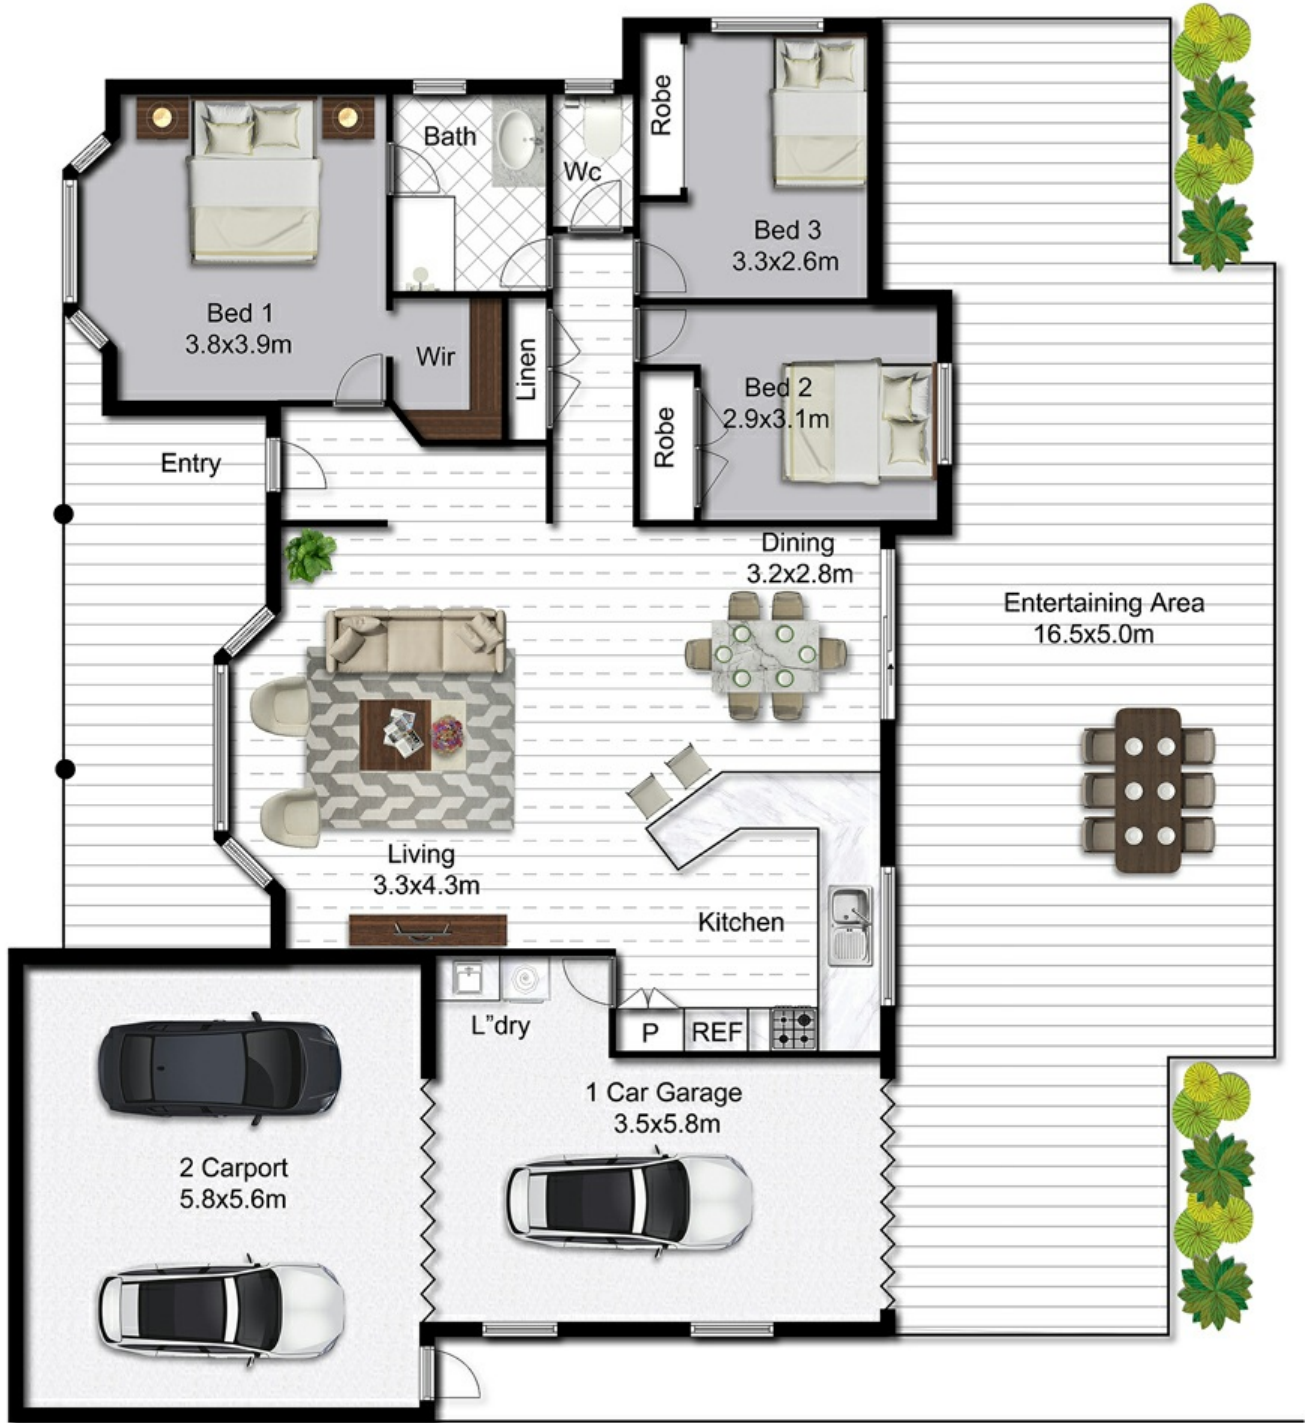 Robe
Bath
Wc
Bed 3
3.3x2.6m
Bed 1
3.8x3.9m
Wir
Linen
Bed 2
2.9x3.1m
Robe
Entry
Dining
3.2x2.8m
Entertaining Area
16.5x5.0m
Living
3.3x4.3m
Kitchen
L"dry
P
REF
1 Car Garage
3.5x5.8m
2 Carport
5.8x5.6m